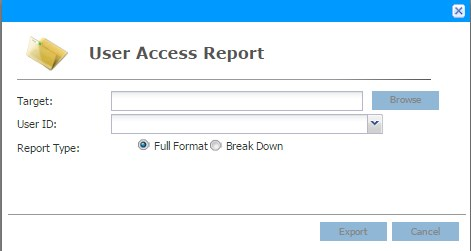 User Access Report
Target: Browse
User ID:
Report Type: Full Format Break Down
Export Cancel